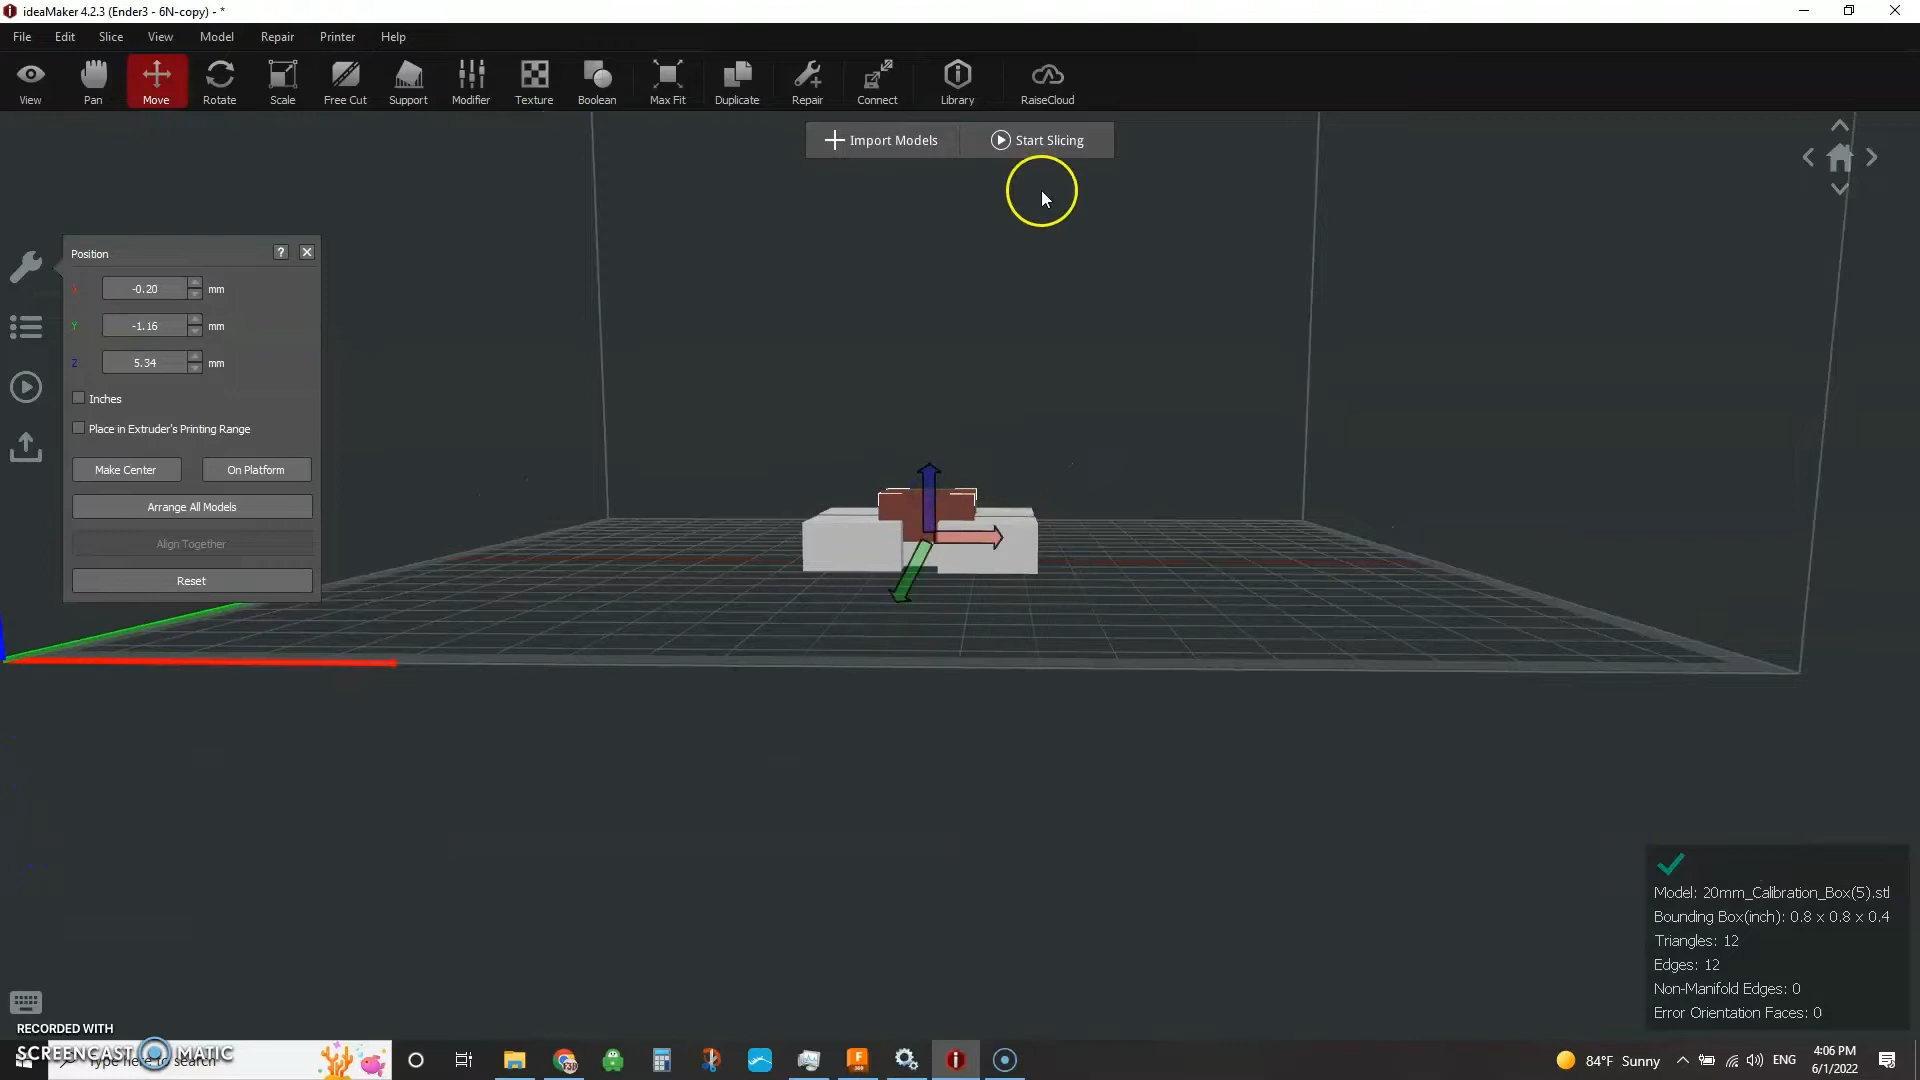 ideaMaker 4.2.3 (Ender3 - 6N-copy) - *
File Edit Slice View Model Repair Printer Help
View Pan Move Rotate Scale Free Cut Support Modifier Texture Boolean Max Fit Duplicate Repair Connect Library RaiseCloud
Import Models Start Slicing
Position ?
X -0.20 mm
Y -1.16 mm
Z 5.34 mm
Inches
Place in Extruder's Printing Range
Make Center On Platform
Arrange All Models
Align Together
Reset
Model: 20mm_Calibration_Box(5).stl
Bounding Box(inch): 0.8 x 0.8 x 0.4
Triangles: 12
Edges: 12
Non-Manifold Edges: 0
Error Orientation Faces: 0
RECORDED WITH
SCREENCAST MATIC
Type here to search
84°F Sunny ENG
4:06 PM
6/1/2022